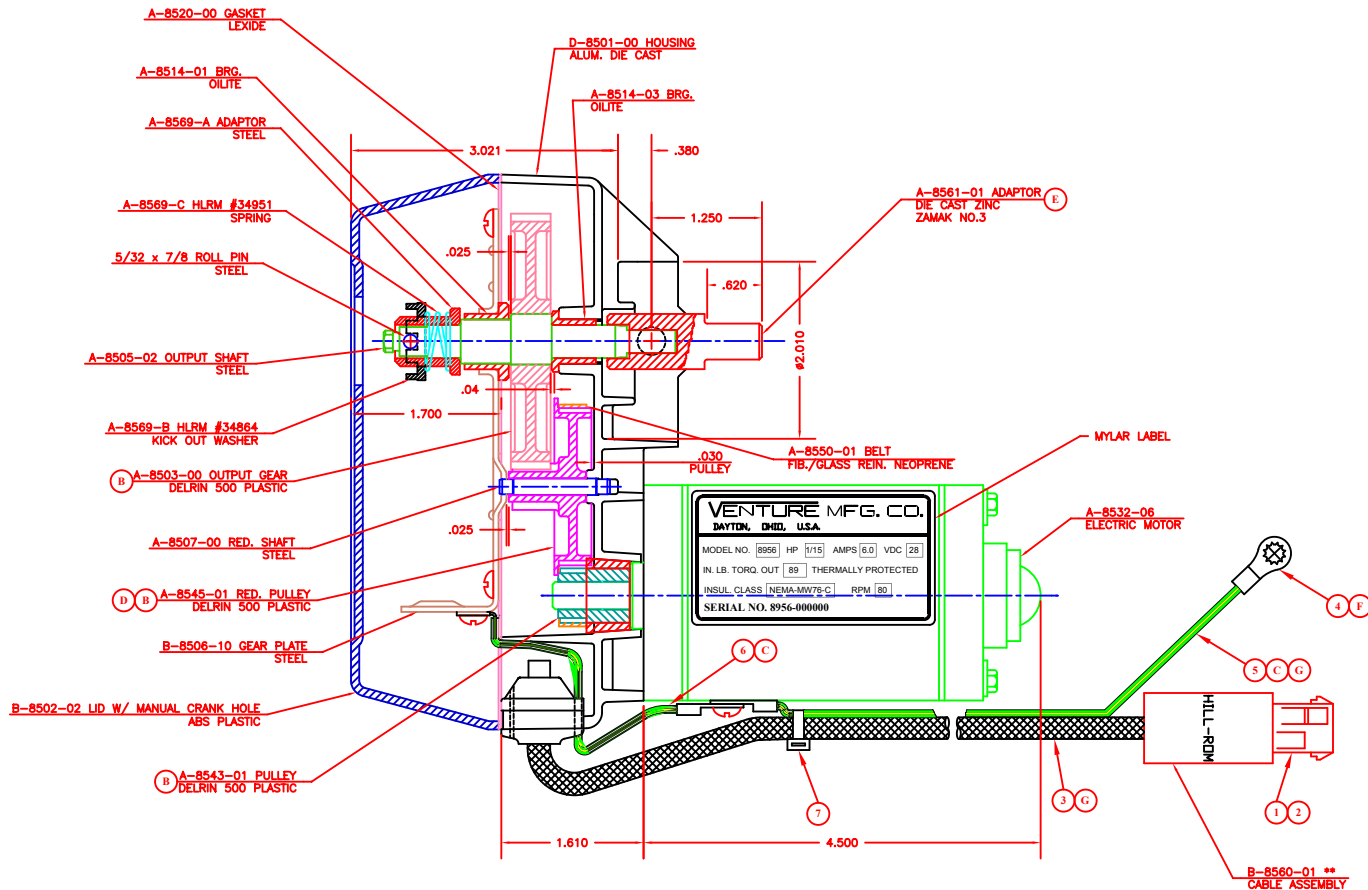 A-8520-00 GASKET
LEXIDE
D-8501-00 HOUSING
ALUM. DIE CAST
A-8514-01 BRG.
OILITE
A-8514-03 BRG.
OILITE
A-8569-A ADAPTOR
STEEL
3.021
.380
A-8561-01 ADAPTOR
DIE CAST ZINC
ZAMAK NO.3
E
A-8569-C HLRM #34951
SPRING
1.250
.025
5/32 x 7/8 ROLL PIN
STEEL
.620
A-8505-02 OUTPUT SHAFT
STEEL
ø2.010
.04
1.700
A-8569-B HLRM #34864
KICK OUT WASHER
MYLAR LABEL
A-8550-01 BELT
FIB./GLASS REIN. NEOPRENE
.030
PULLEY
B
A-8503-00 OUTPUT GEAR
DELRIN 500 PLASTIC
VENTURE MFG. CO.
DAYTON, OHIO, U.S.A.
MODEL NO. 8956 HP 1/15 AMPS 6.0 VDC 28
IN. LB. TORQ. OUT 89 THERMALLY PROTECTED
INSUL. CLASS NEMA-MW76-C RPM 80
SERIAL NO. 8956-000000
A-8532-06
ELECTRIC MOTOR
.025
A-8507-00 RED. SHAFT
STEEL
D B
A-8545-01 RED. PULLEY
DELRIN 500 PLASTIC
4 F
B-8506-10 GEAR PLATE
STEEL
6 C
5 C G
B-8502-02 LID W/ MANUAL CRANK HOLE
ABS PLASTIC
HILL-ROM
B
A-8543-01 PULLEY
DELRIN 500 PLASTIC
7
3 G
1 2
1.610
4.500
B-8560-01 **
CABLE ASSEMBLY